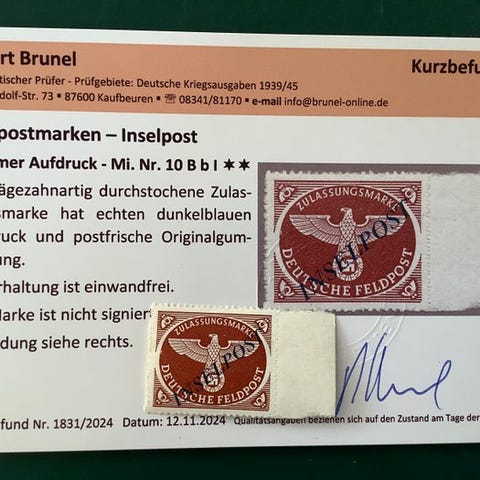 rt Brunel
Kurzbefu
tischer Prüfer - Prüfgebiete: Deutsche Kriegsausgaben 1939/45
dolf-Str. 73 ▪ 87600 Kaufbeuren ▪ ☏ 08341/81170 ▪ e-mail info@brunel-online.de
postmarken – Inselpost
mer Aufdruck - Mi. Nr. 10 B b I ✶✶
ägezahnartig durchstochene Zulas-
smarke hat echten dunkelblauen
ruck und postfrische Originalgum-
ng.
rhaltung ist einwandfrei.
Marke ist nicht signier
dung siehe rechts.
ZULASSUNGSMARKE
INSELPOST
DEUTSCHE FELDPOST
ZULASSUNGSMARKE
INSELPOST
DEUTSCHE FELDPOST
fund Nr. 1831/2024 Datum: 12.11.2024 Qualitätsangaben beziehen sich auf den Zustand am Tage der